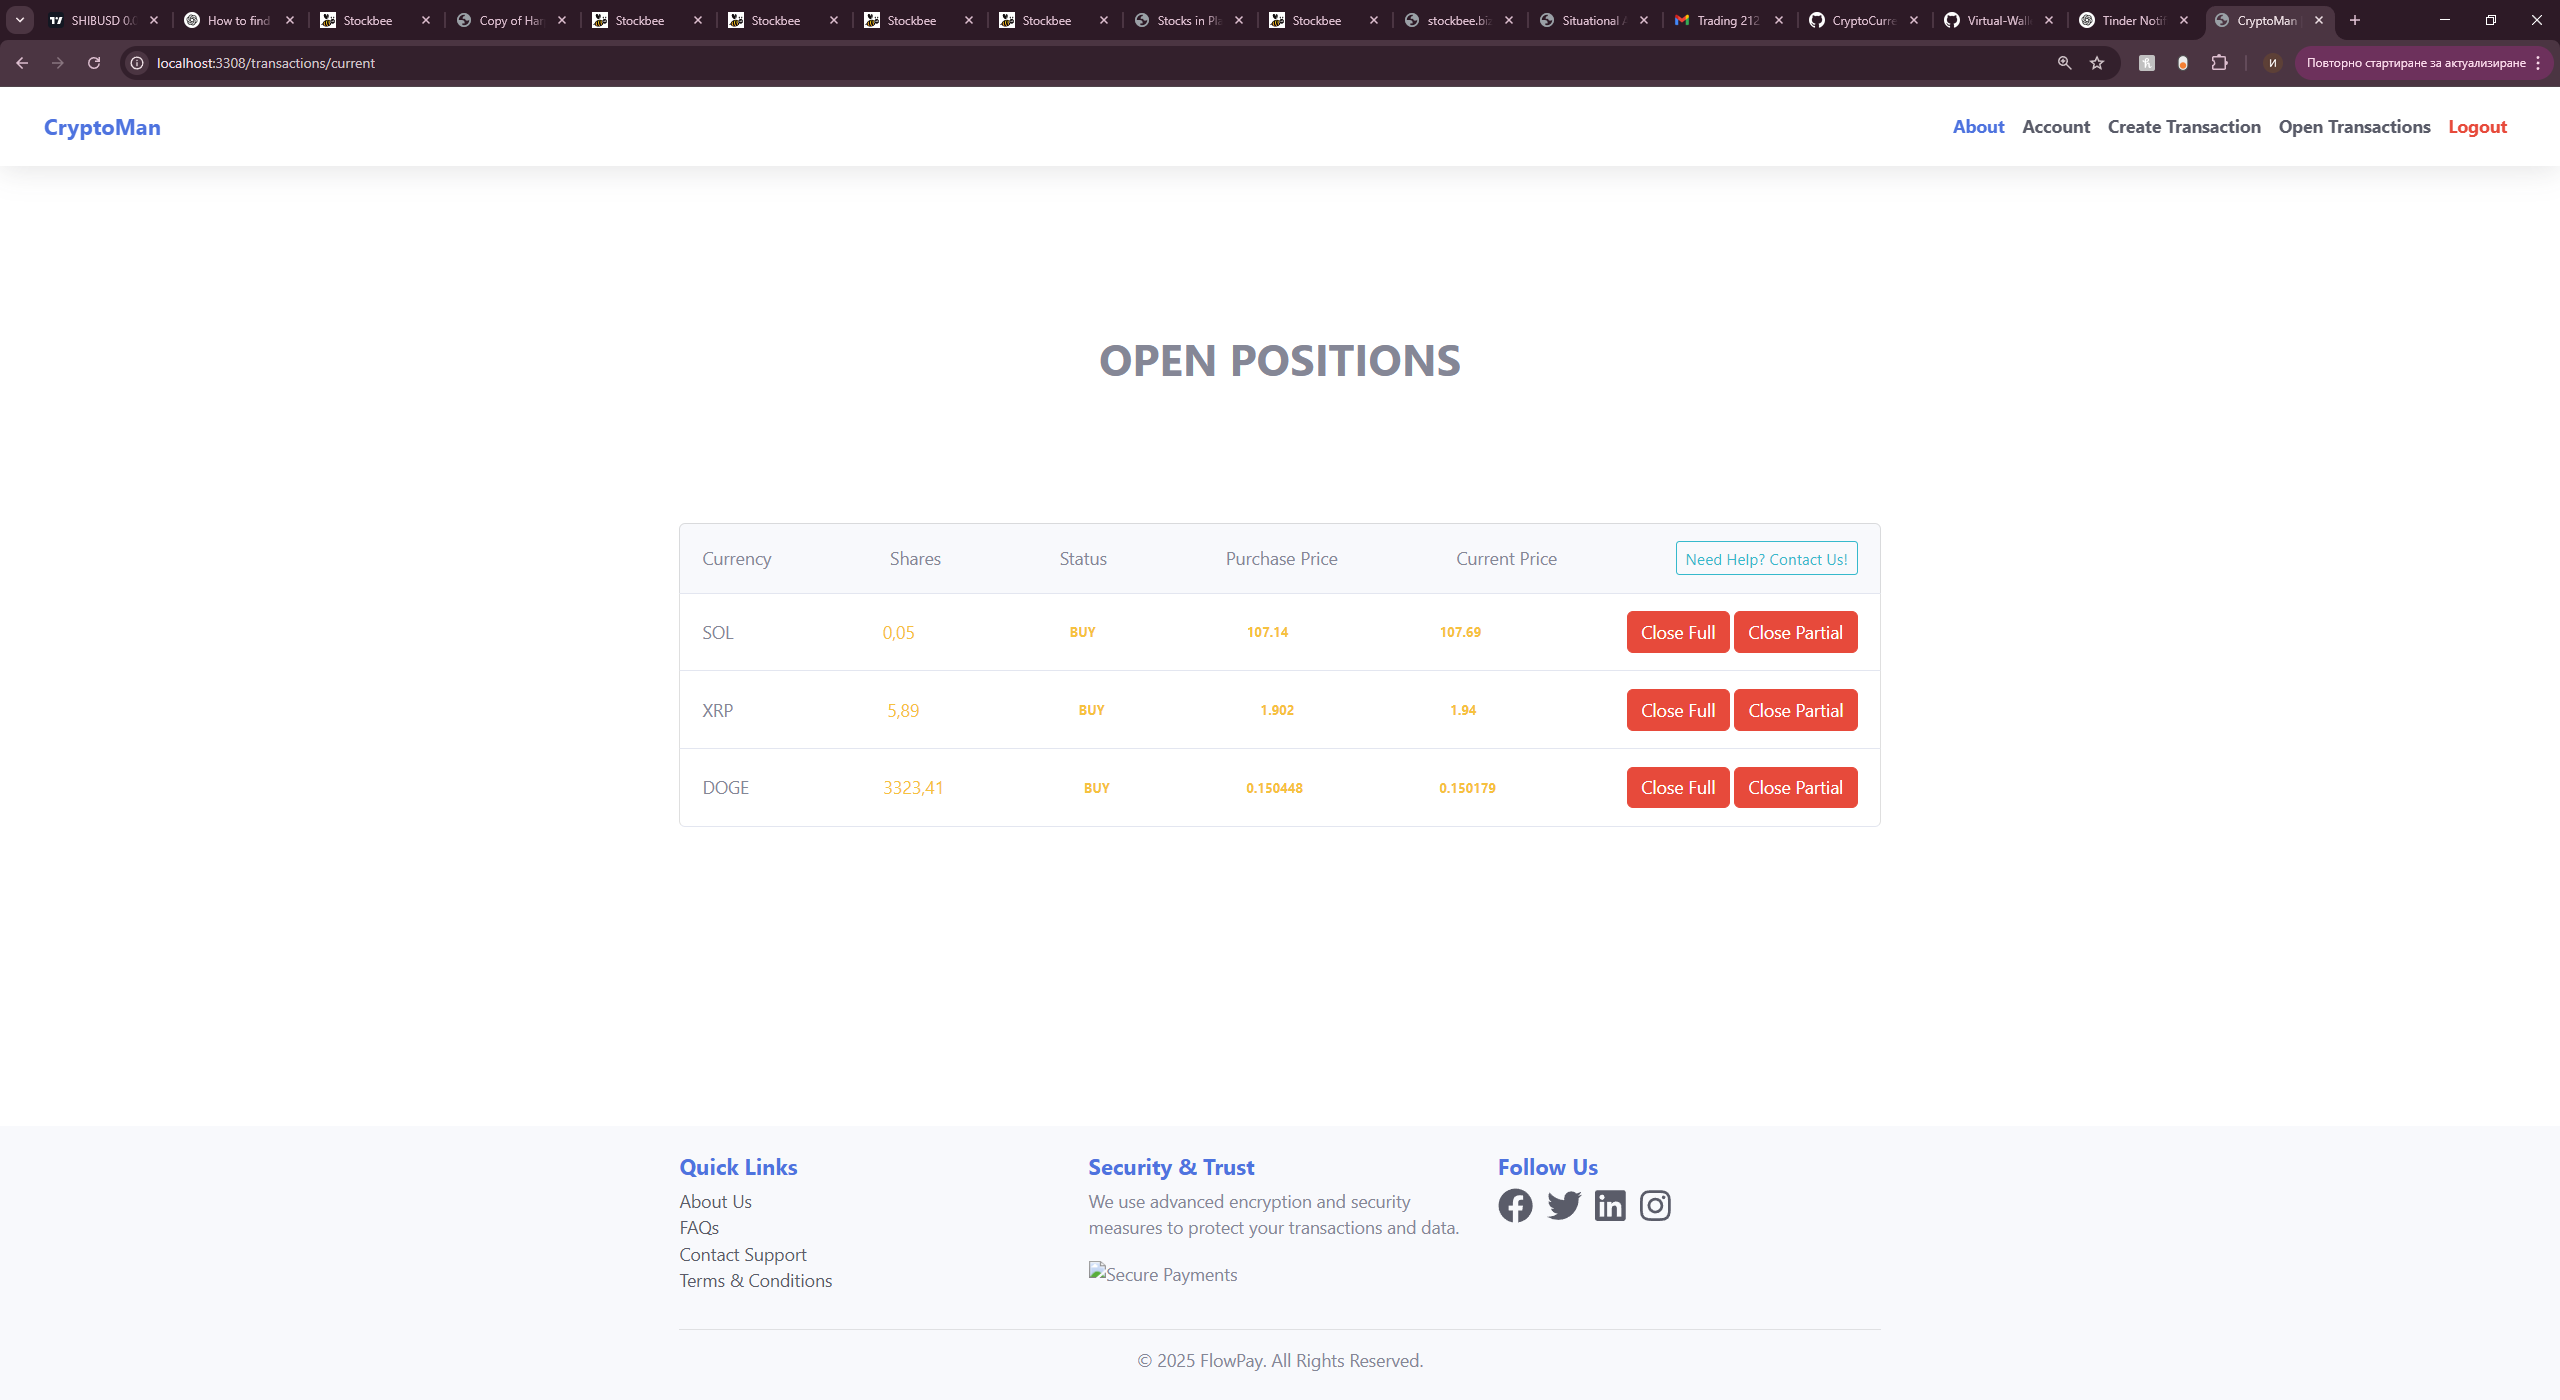 SHIBUSD 0.0
How to find
Stockbee
Copy of Han
Stockbee
Stockbee
Stockbee
Stockbee
Stocks in Pla
Stockbee
stockbee.biz
Situational A
Trading 212
CryptoCurre
Virtual-Wall
Tinder Notif
CryptoMan
localhost:3308/transactions/current
И
Повторно стартиране за актуализиране
CryptoMan
About Account Create Transaction Open Transactions Logout
OPEN POSITIONS
Currency Shares Status Purchase Price Current Price Need Help? Contact Us!
SOL 0,05 BUY 107.14 107.69 Close Full Close Partial
XRP 5,89 BUY 1.902 1.94 Close Full Close Partial
DOGE 3323,41 BUY 0.150448 0.150179 Close Full Close Partial
Quick Links
About Us
FAQs
Contact Support
Terms & Conditions
Security & Trust
We use advanced encryption and security
measures to protect your transactions and data.
Secure Payments
Follow Us
© 2025 FlowPay. All Rights Reserved.